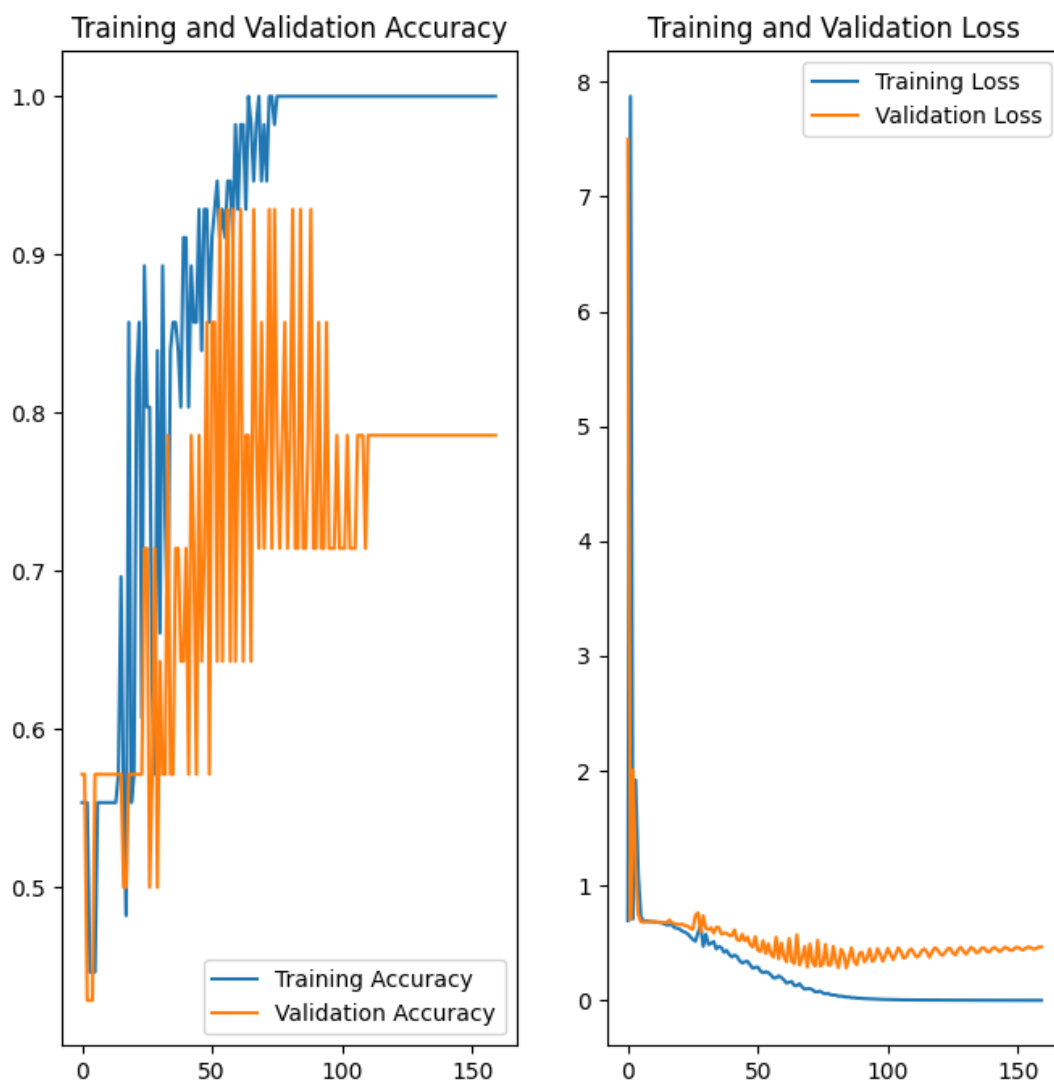 Training and Validation Accuracy
1.0
0.9
0.8
0.7
0.6
0.5
Training Accuracy
Validation Accuracy
0 50 100 150
Training and Validation Loss
Training Loss
Validation Loss
8
7
6
5
4
3
2
1
0
0 50 100 150